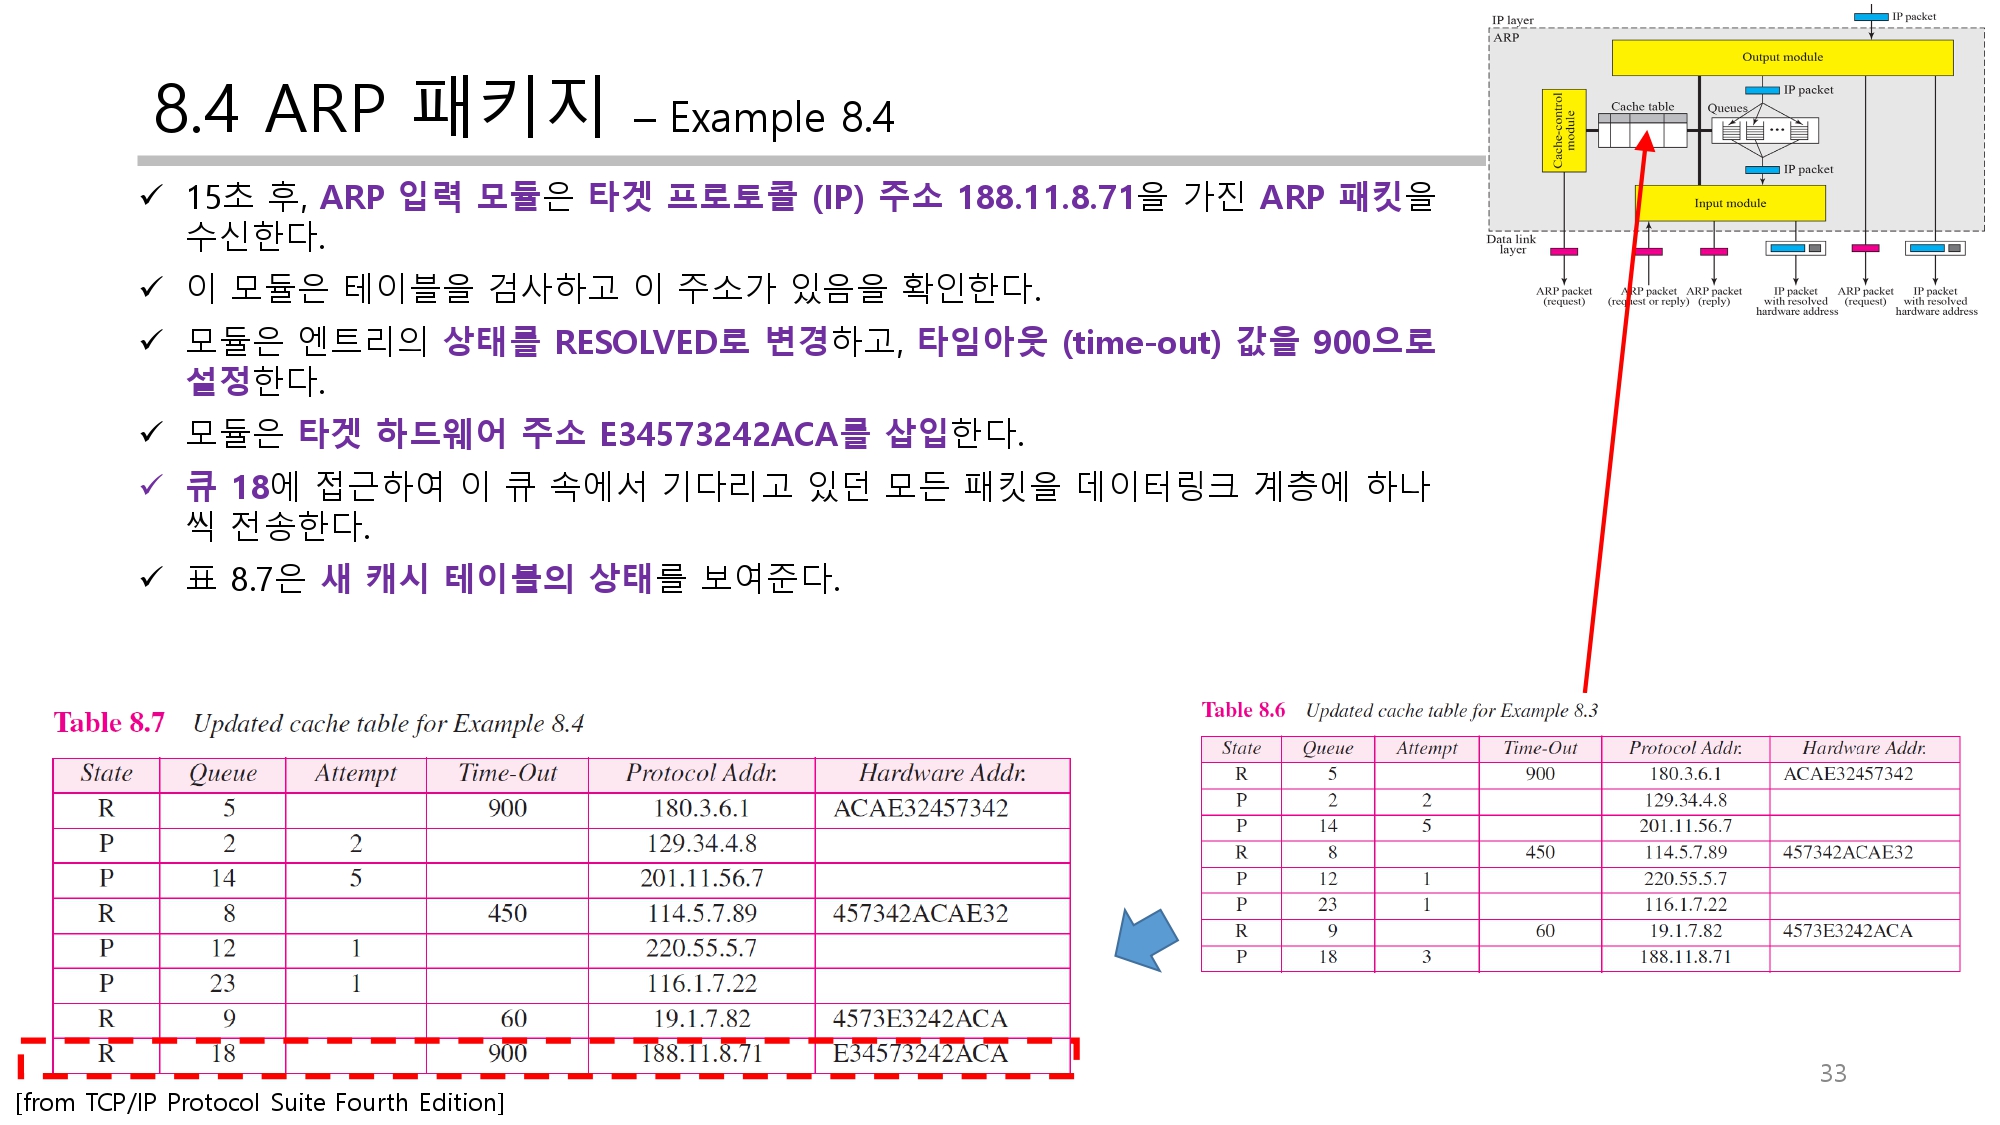 8.4 ARP 패키지 – Example 8.4
✓ 15초 후, ARP 입력 모듈은 타겟 프로토콜 (IP) 주소 188.11.8.71을 가진 ARP 패킷을
수신한다.
✓ 이 모듈은 테이블을 검사하고 이 주소가 있음을 확인한다.
✓ 모듈은 엔트리의 상태를 RESOLVED로 변경하고, 타임아웃 (time-out) 값을 900으로
설정한다.
✓ 모듈은 타겟 하드웨어 주소 E34573242ACA를 삽입한다.
✓ 큐 18에 접근하여 이 큐 속에서 기다리고 있던 모든 패킷을 데이터링크 계층에 하나
씩 전송한다.
✓ 표 8.7은 새 캐시 테이블의 상태를 보여준다.
IP layer
IP packet
ARP
Output module
IP packet
Cache-control
module
Cache table
Queues
IP packet
Input module
Data link
layer
ARP packet
(request)
ARP packet
(request or reply)
ARP packet
(reply)
IP packet
with resolved
hardware address
ARP packet
(request)
IP packet
with resolved
hardware address
Table 8.7 Updated cache table for Example 8.4
State Queue Attempt Time-Out Protocol Addr. Hardware Addr.
R 5 900 180.3.6.1 ACAE32457342
P 2 2 129.34.4.8
P 14 5 201.11.56.7
R 8 450 114.5.7.89 457342ACAE32
P 12 1 220.55.5.7
P 23 1 116.1.7.22
R 9 60 19.1.7.82 4573E3242ACA
R 18 900 188.11.8.71 E34573242ACA
Table 8.6 Updated cache table for Example 8.3
State Queue Attempt Time-Out Protocol Addr. Hardware Addr.
R 5 900 180.3.6.1 ACAE32457342
P 2 2 129.34.4.8
P 14 5 201.11.56.7
R 8 450 114.5.7.89 457342ACAE32
P 12 1 220.55.5.7
P 23 1 116.1.7.22
R 9 60 19.1.7.82 4573E3242ACA
P 18 3 188.11.8.71
[from TCP/IP Protocol Suite Fourth Edition]
33